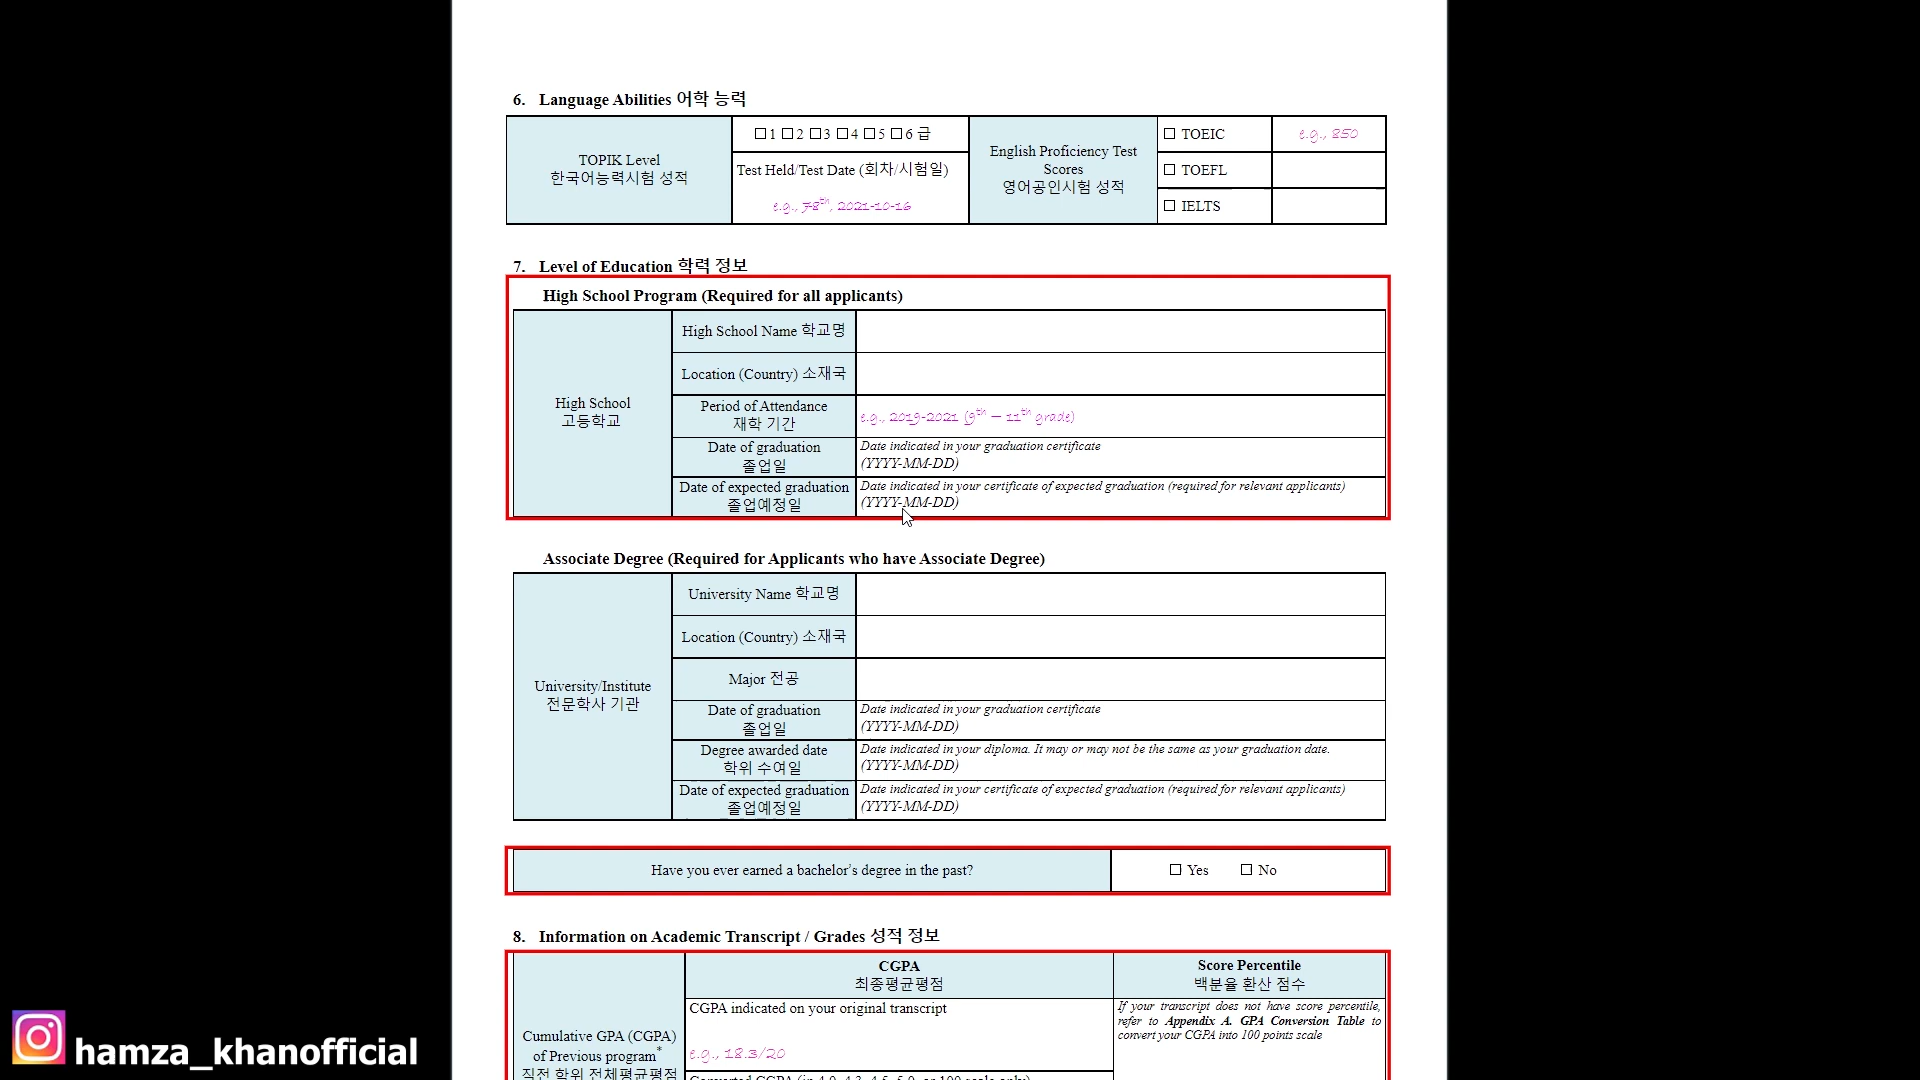 6. Language Abilities 어학 능력
TOPIK Level
한국어능력시험 성적
☐1 ☐2 ☐3 ☐4 ☐5 ☐6 급
Test Held/Test Date (회차/시험일)
e.g., 78th, 2021-10-16
English Proficiency Test
Scores
영어공인시험 성적
☐ TOEIC
e.g., 850
☐ TOEFL
☐ IELTS
7. Level of Education 학력 정보
High School Program (Required for all applicants)
High School
고등학교
High School Name 학교명
Location (Country) 소재국
Period of Attendance
재학 기간
e.g., 2019-2021 (9th – 11th grade)
Date of graduation
졸업일
Date indicated in your graduation certificate
(YYYY-MM-DD)
Date of expected graduation
졸업예정일
Date indicated in your certificate of expected graduation (required for relevant applicants)
(YYYY-MM-DD)
Associate Degree (Required for Applicants who have Associate Degree)
University/Institute
전문학사 기관
University Name 학교명
Location (Country) 소재국
Major 전공
Date of graduation
졸업일
Date indicated in your graduation certificate
(YYYY-MM-DD)
Degree awarded date
학위 수여일
Date indicated in your diploma. It may or may not be the same as your graduation date.
(YYYY-MM-DD)
Date of expected graduation
졸업예정일
Date indicated in your certificate of expected graduation (required for relevant applicants)
(YYYY-MM-DD)
Have you ever earned a bachelor's degree in the past?
☐ Yes ☐ No
8. Information on Academic Transcript / Grades 성적 정보
Cumulative GPA (CGPA)
of Previous program*
직전 학위 전체평균평점
CGPA
최종평균평점
CGPA indicated on your original transcript
e.g., 18.3/20
Converted CGPA (in 4.0, 4.3, 4.5, 5.0, or 100 scale only)
Score Percentile
백분율 환산 점수
If your transcript does not have score percentile,
refer to Appendix A. GPA Conversion Table to
convert your CGPA into 100 points scale
hamza_khanofficial